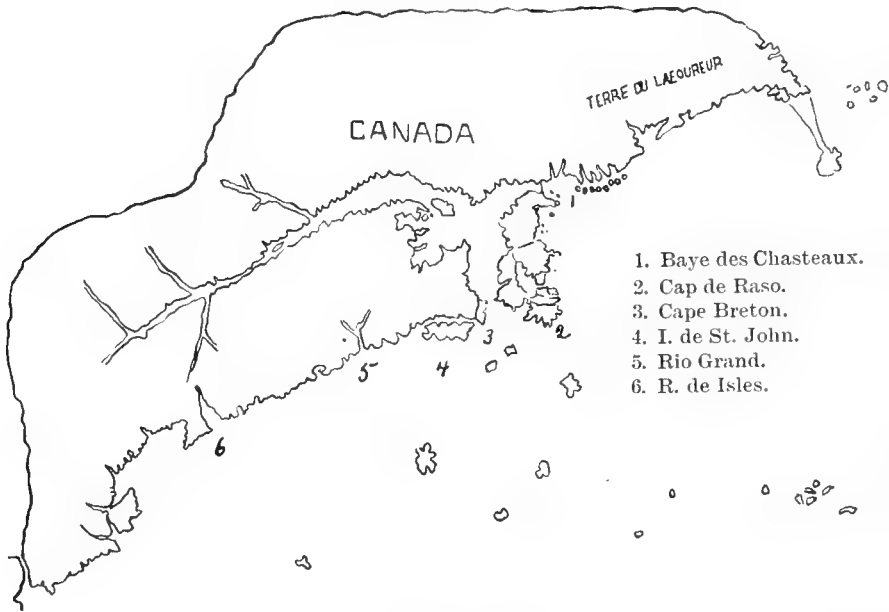 TERRE DU LACOUREUR
CANADA
1
1. Baye des Chasteaux.
2. Cap de Raso.
3. Cape Breton.
4. I. de St. John.
5. Rio Grand.
6. R. de Isles.
2
3
4
5
6